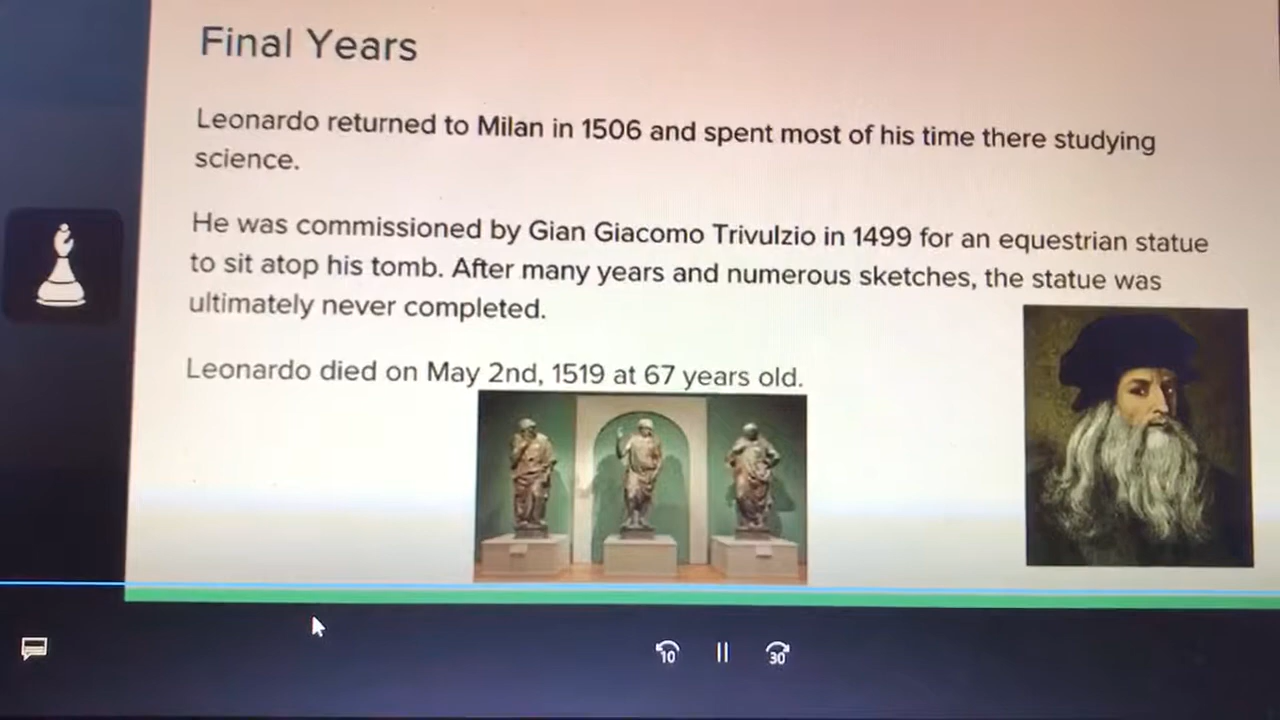 Final Years
Leonardo returned to Milan in 1506 and spent most of his time there studying
science.
He was commissioned by Gian Giacomo Trivulzio in 1499 for an equestrian statue
to sit atop his tomb. After many years and numerous sketches, the statue was
ultimately never completed.
Leonardo died on May 2nd, 1519 at 67 years old.
10
30